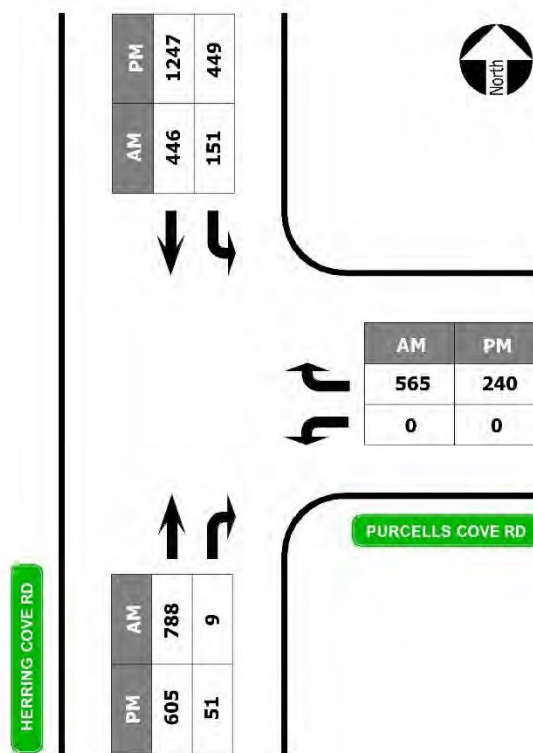 PM 1247 449
AM 446 151
North
AM PM
565 240
0 0
PURCELLS COVE RD
HERRING COVE RD
AM 788 9
PM 605 51